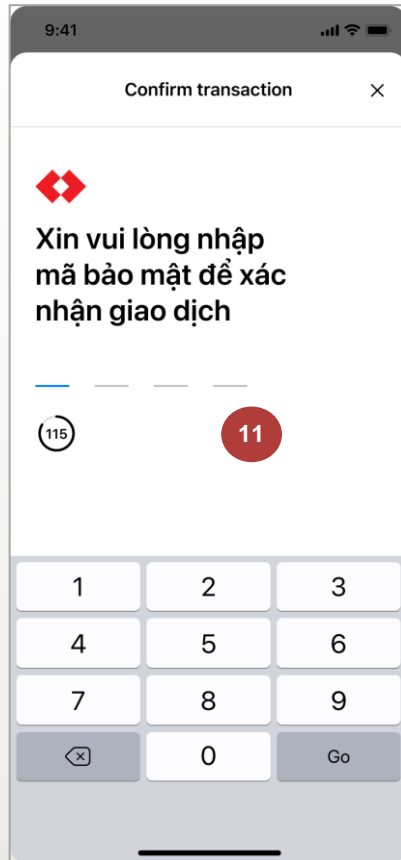 9:41
Confirm transaction
Xin vui lòng nhập
mã bảo mật để xác
nhận giao dịch
115
11
1 2 3
4 5 6
7 8 9
0 Go